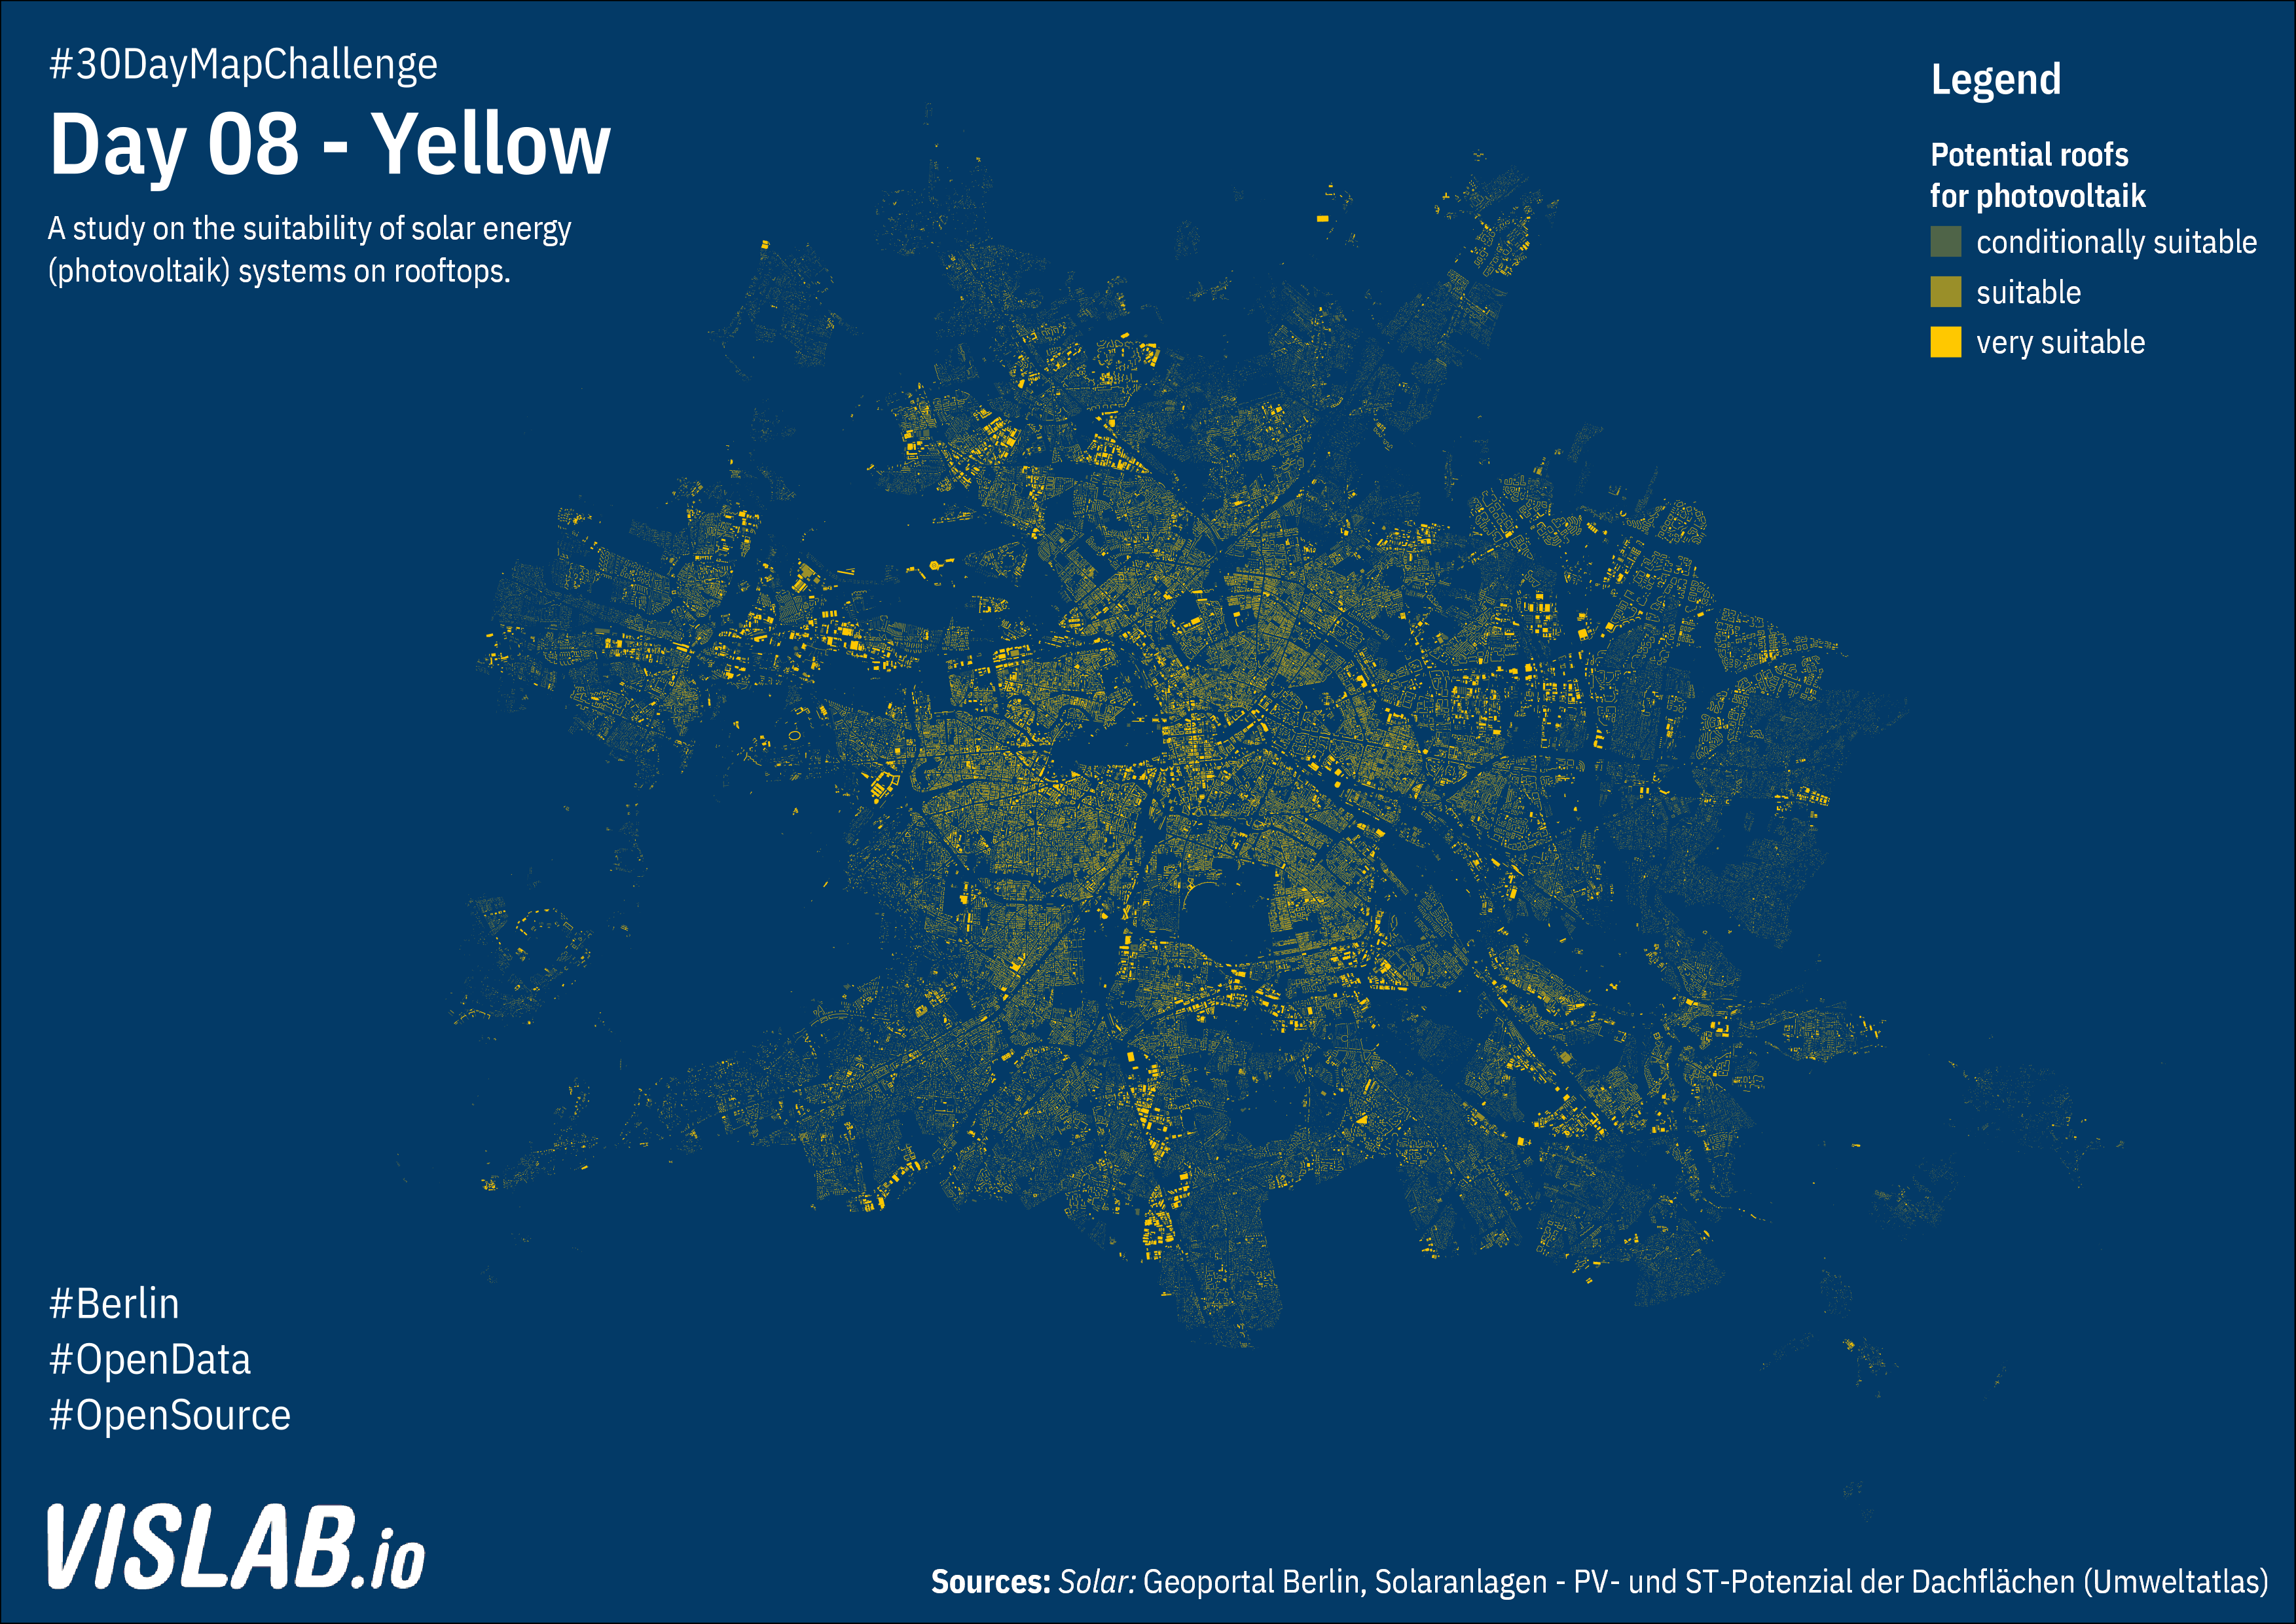 #30DayMapChallenge
Day 08 - Yellow
A study on the suitability of solar energy
(photovoltaik) systems on rooftops.
Legend
Potential roofs
for photovoltaik
conditionally suitable
suitable
very suitable
#Berlin
#OpenData
#OpenSource
VISLAB.io
Sources: Solar: Geoportal Berlin, Solaranlagen - PV- und ST-Potenzial der Dachflächen (Umweltatlas)